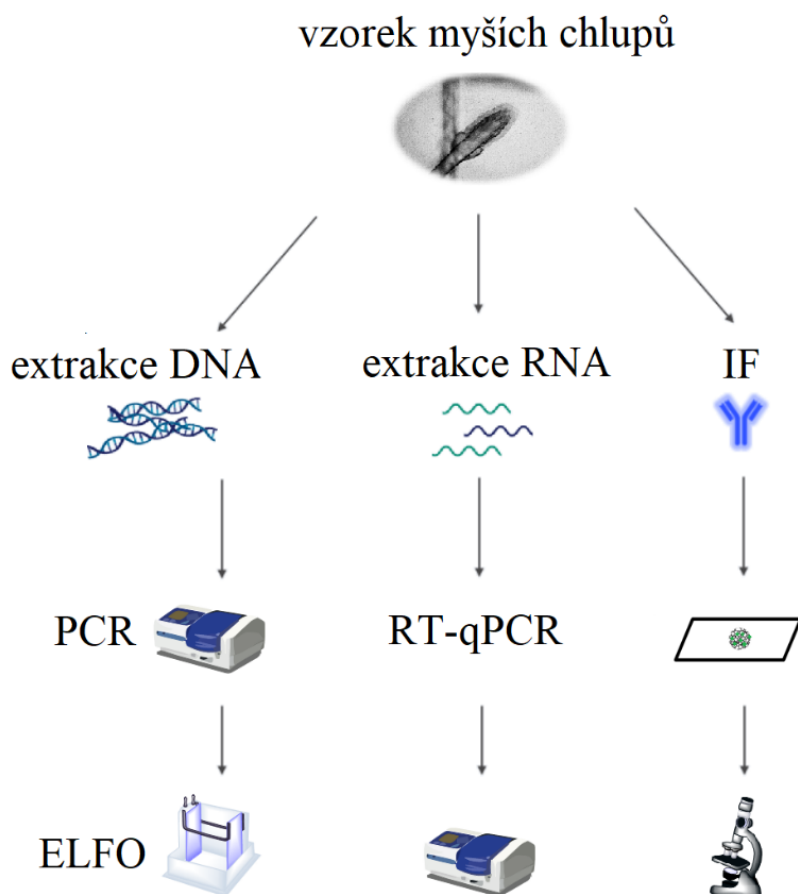 vzorek myších chlupů
extrakce DNA
extrakce RNA
IF
PCR
RT-qPCR
ELFO